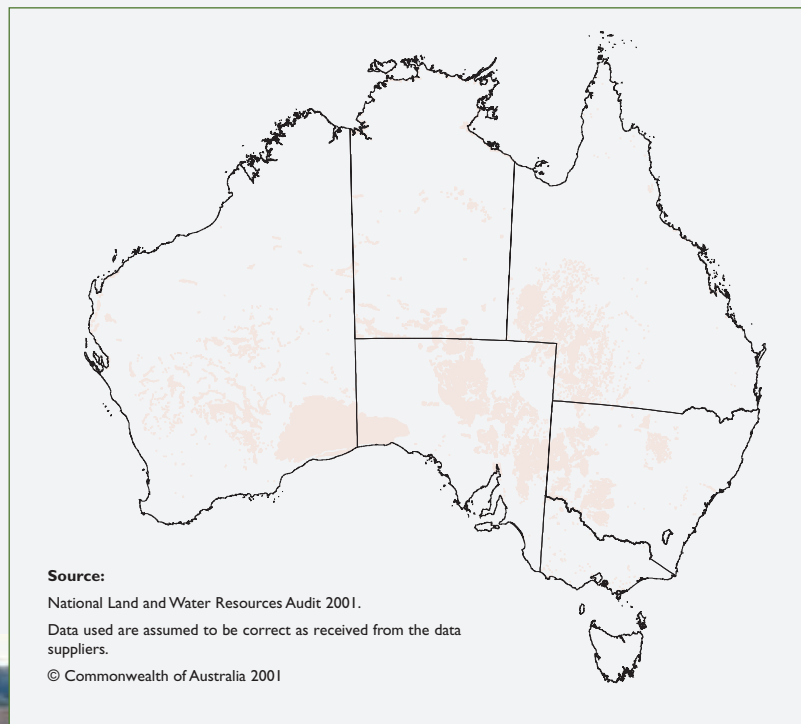 Source:
National Land and Water Resources Audit 2001.
Data used are assumed to be correct as received from the data
suppliers.
© Commonwealth of Australia 2001